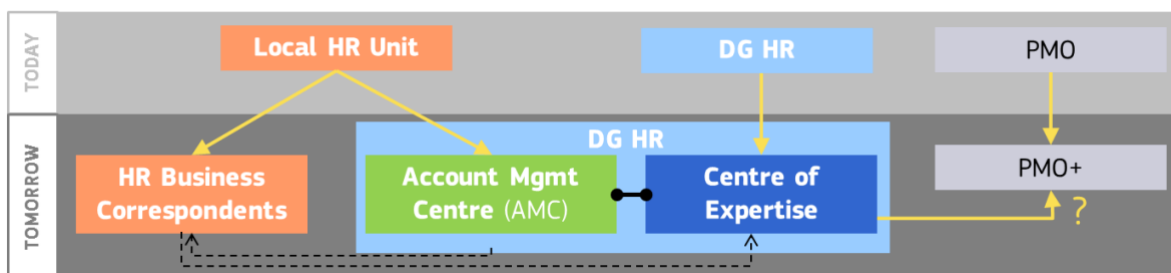 TODAY
Local HR Unit
DG HR
PMO
TOMORROW
DG HR
HR Business
Correspondents
Account Mgmt
Centre (AMC)
Centre of
Expertise
PMO+
?